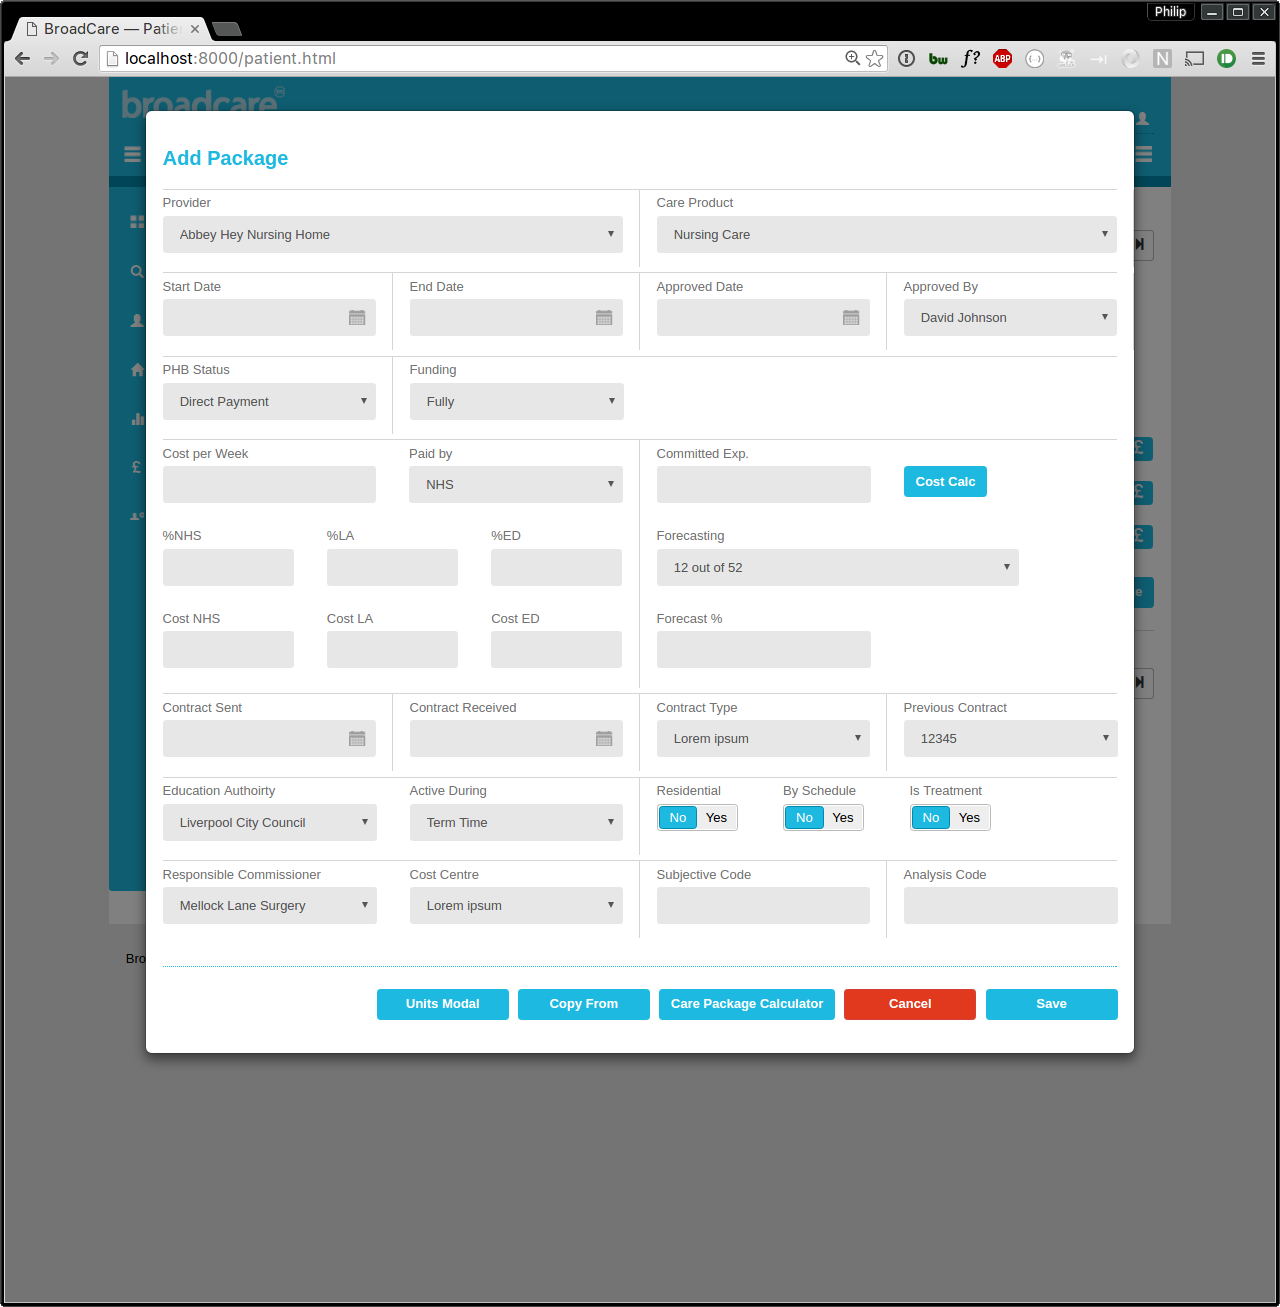 Philip
BroadCare — Patie
localhost:8000/patient.html
bw f? ABP N
broadcare
Add Package
Provider Care Product
Abbey Hey Nursing Home Nursing Care
Start Date End Date Approved Date Approved By
David Johnson
PHB Status Funding
Direct Payment Fully
Cost per Week Paid by Committed Exp.
NHS Cost Calc
%NHS %LA %ED Forecasting
12 out of 52
Cost NHS Cost LA Cost ED Forecast %
Contract Sent Contract Received Contract Type Previous Contract
Lorem ipsum 12345
Education Authoirty Active During Residential By Schedule Is Treatment
Liverpool City Council Term Time No Yes No Yes No Yes
Responsible Commissioner Cost Centre Subjective Code Analysis Code
Mellock Lane Surgery Lorem ipsum
Bro
Units Modal Copy From Care Package Calculator Cancel Save